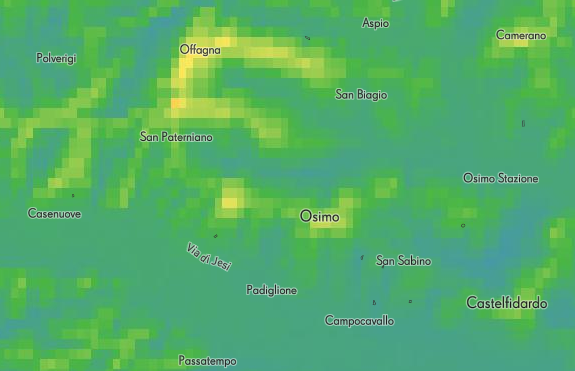 Aspio
Camerano
Offagna
Polverigi
San Biagio
San Paterniano
Osimo Stazione
Casenuove
Osimo
Via di Jesi
San Sabino
Padiglione
Castelfidardo
Campocavallo
Passatempo